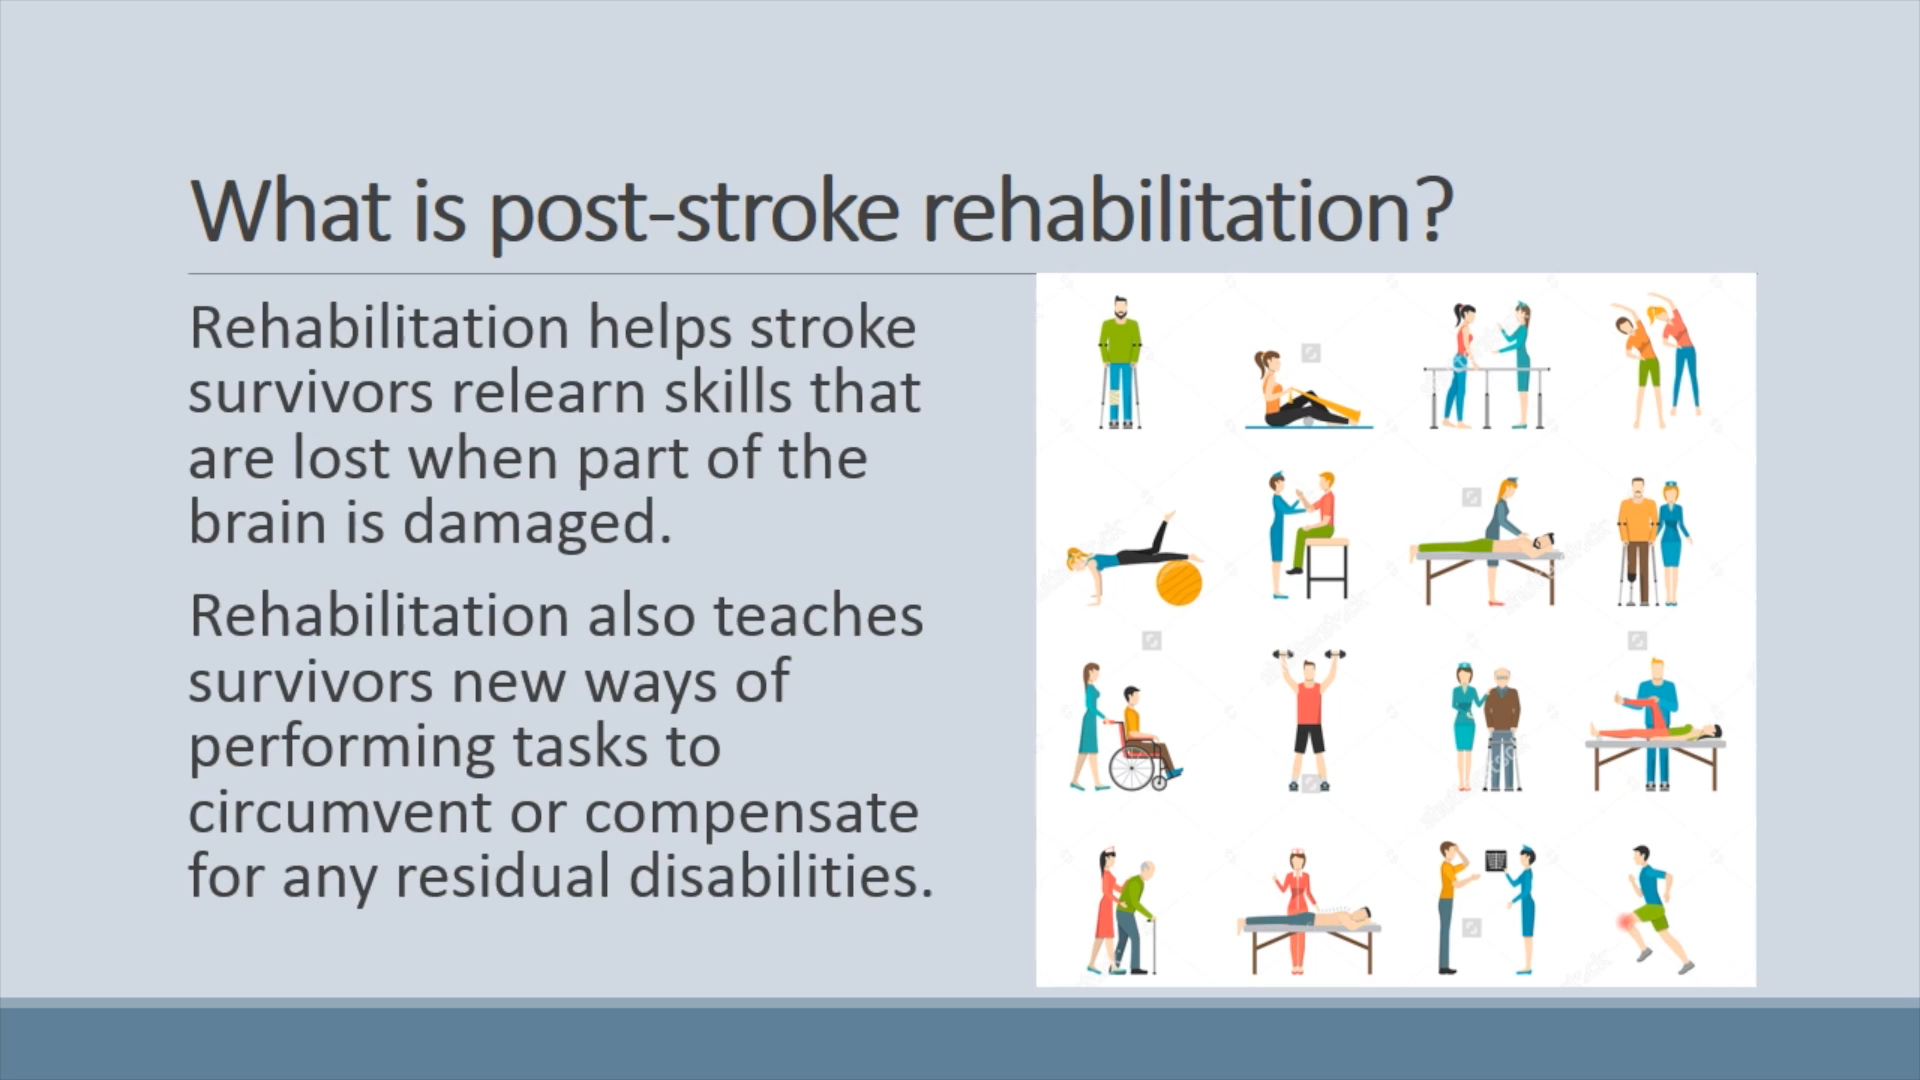 What is post-stroke rehabilitation?
Rehabilitation helps stroke
survivors relearn skills that
are lost when part of the
brain is damaged.
Rehabilitation also teaches
survivors new ways of
performing tasks to
circumvent or compensate
for any residual disabilities.